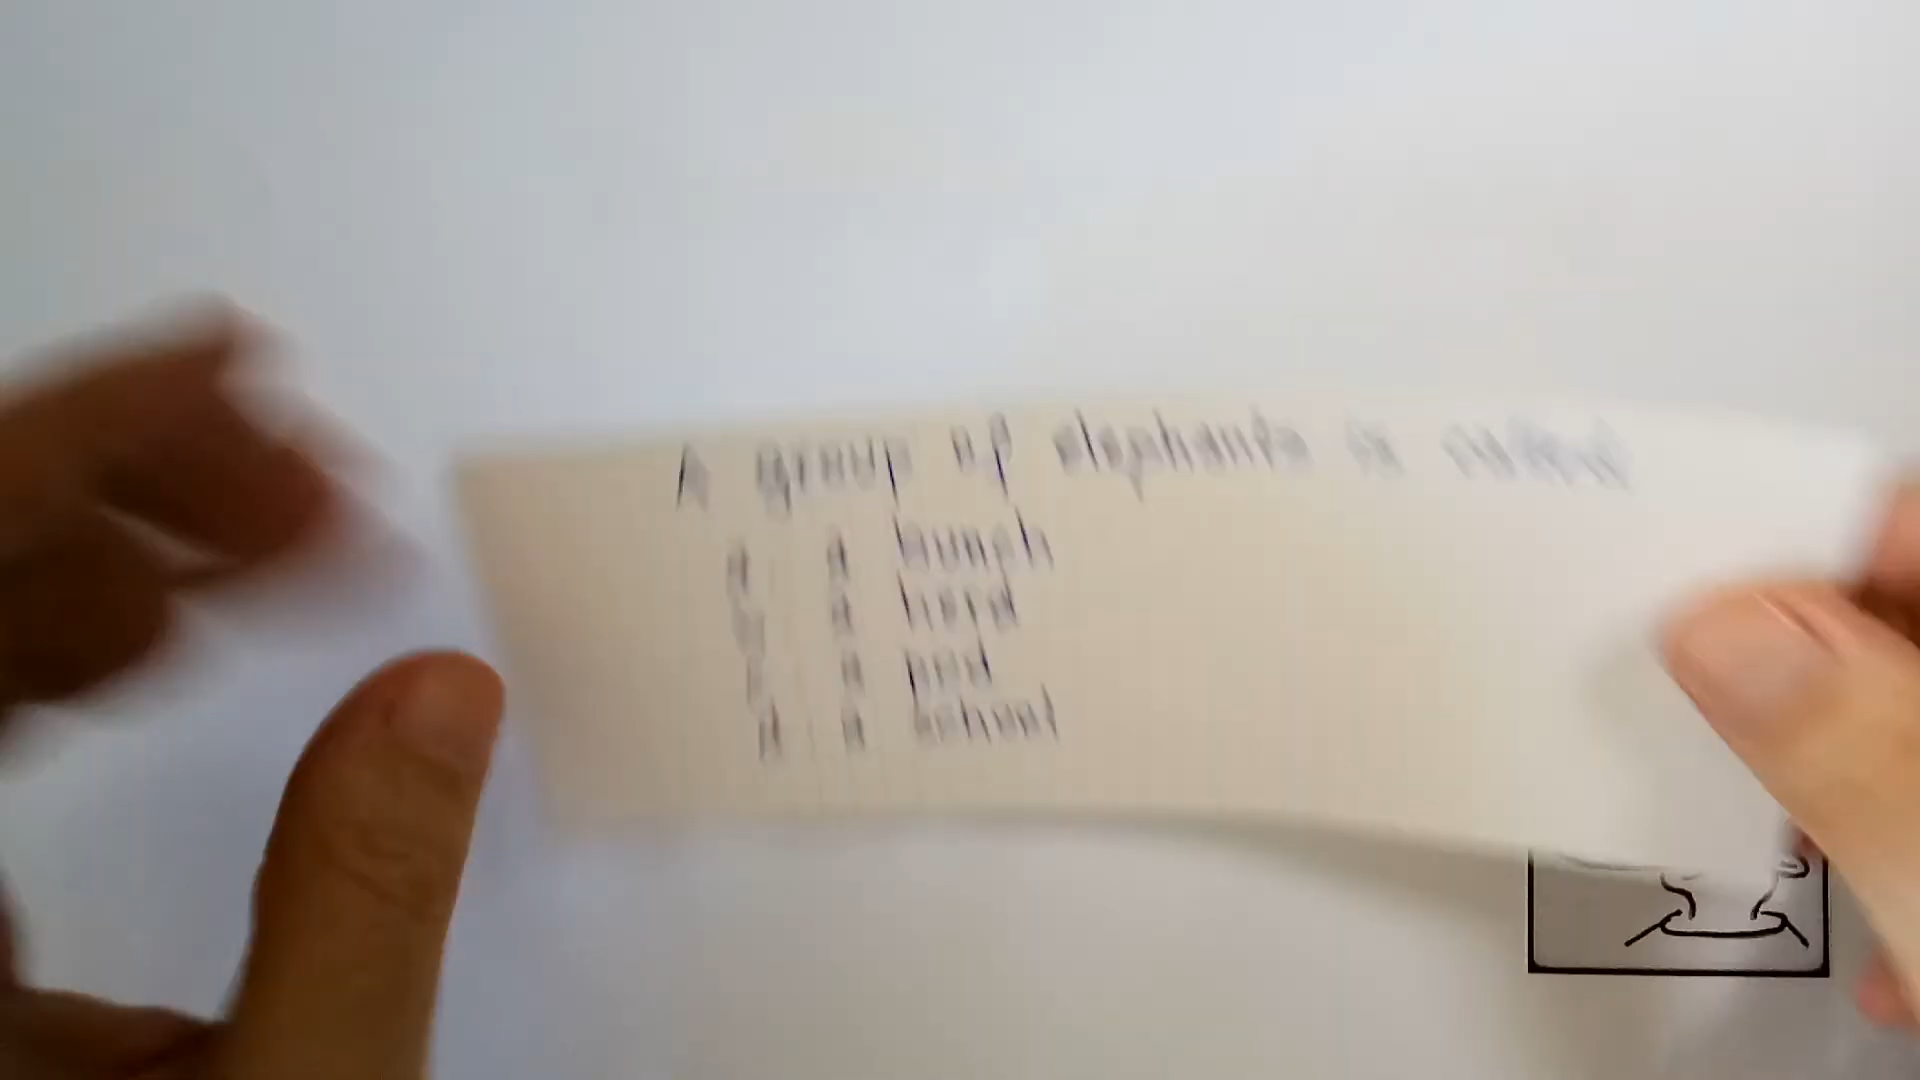 A group of elephants is called
a. a bunch
b. a herd
c. a pod
d. a school